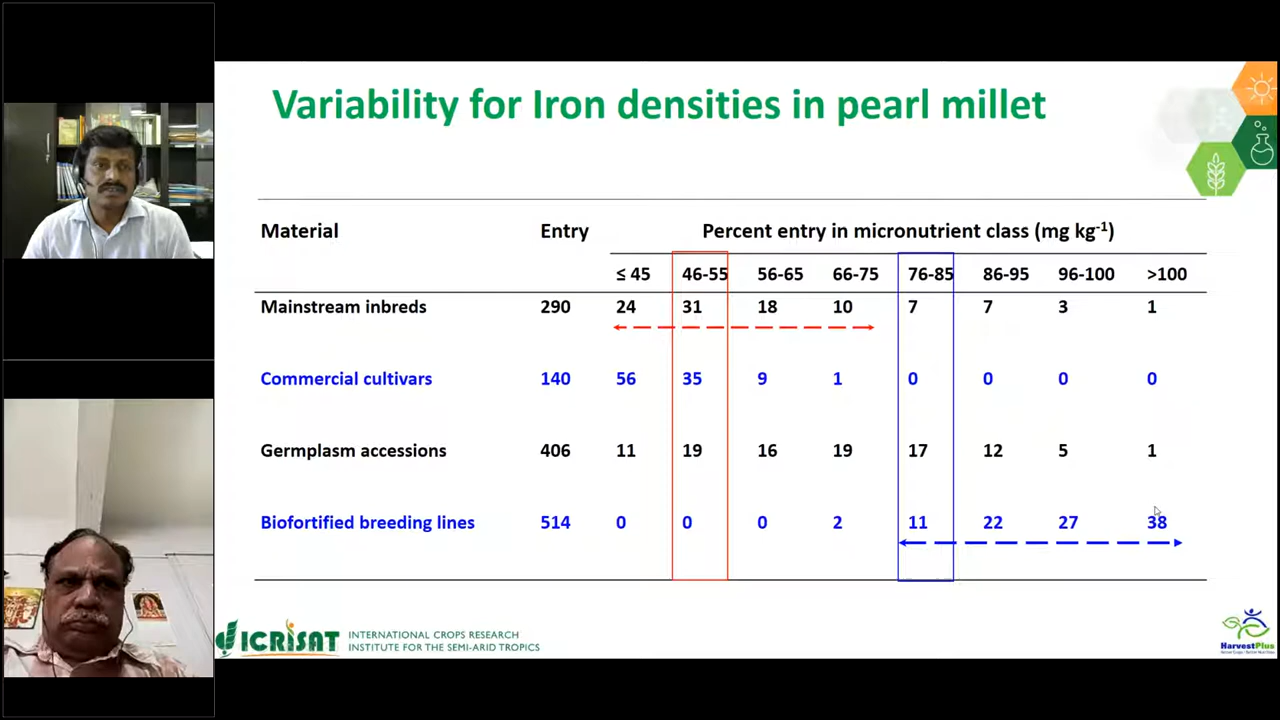 Variability for Iron densities in pearl millet
Material Entry Percent entry in micronutrient class (mg kg-1)
≤ 45 46-55 56-65 66-75 76-85 86-95 96-100 >100
Mainstream inbreds 290 24 31 18 10 7 7 3 1
Commercial cultivars 140 56 35 9 1 0 0 0 0
Germplasm accessions 406 11 19 16 19 17 12 5 1
Biofortified breeding lines 514 0 0 0 2 11 22 27 38
ICRISAT INTERNATIONAL CROPS RESEARCH
INSTITUTE FOR THE SEMI-ARID TROPICS
HarvestPlus